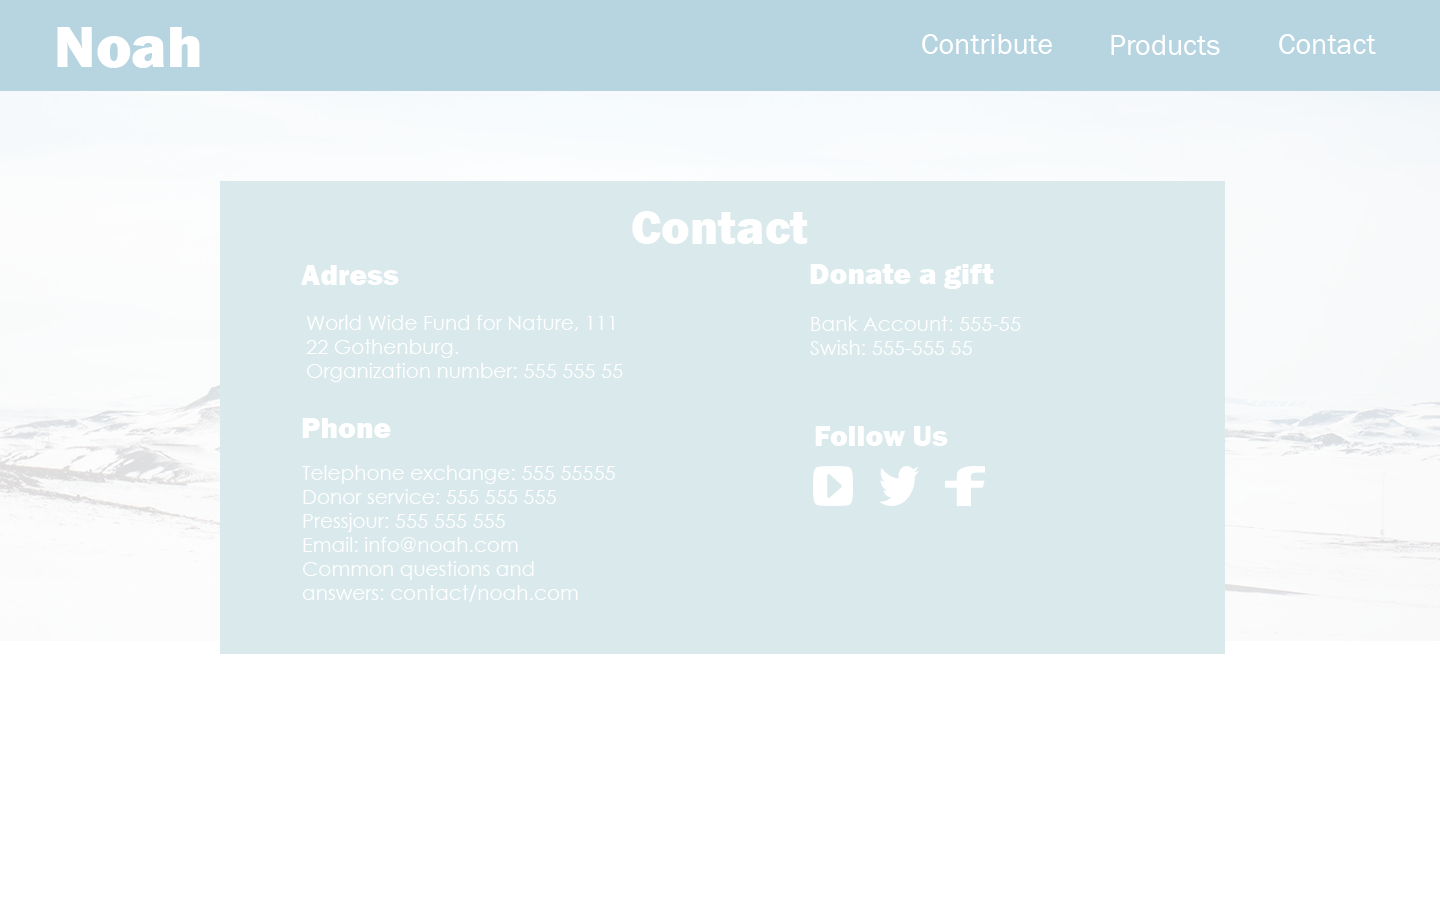 Noah
Contribute
Products
Contact
Contact
Adress
World Wide Fund for Nature, 111
22 Gothenburg.
Organization number: 555 555 55
Phone
Telephone exchange: 555 55555
Donor service: 555 555 555
Pressjour: 555 555 555
Email: info@noah.com
Common questions and
answers: contact/noah.com
Donate a gift
Bank Account: 555-55
Swish: 555-555 55
Follow Us